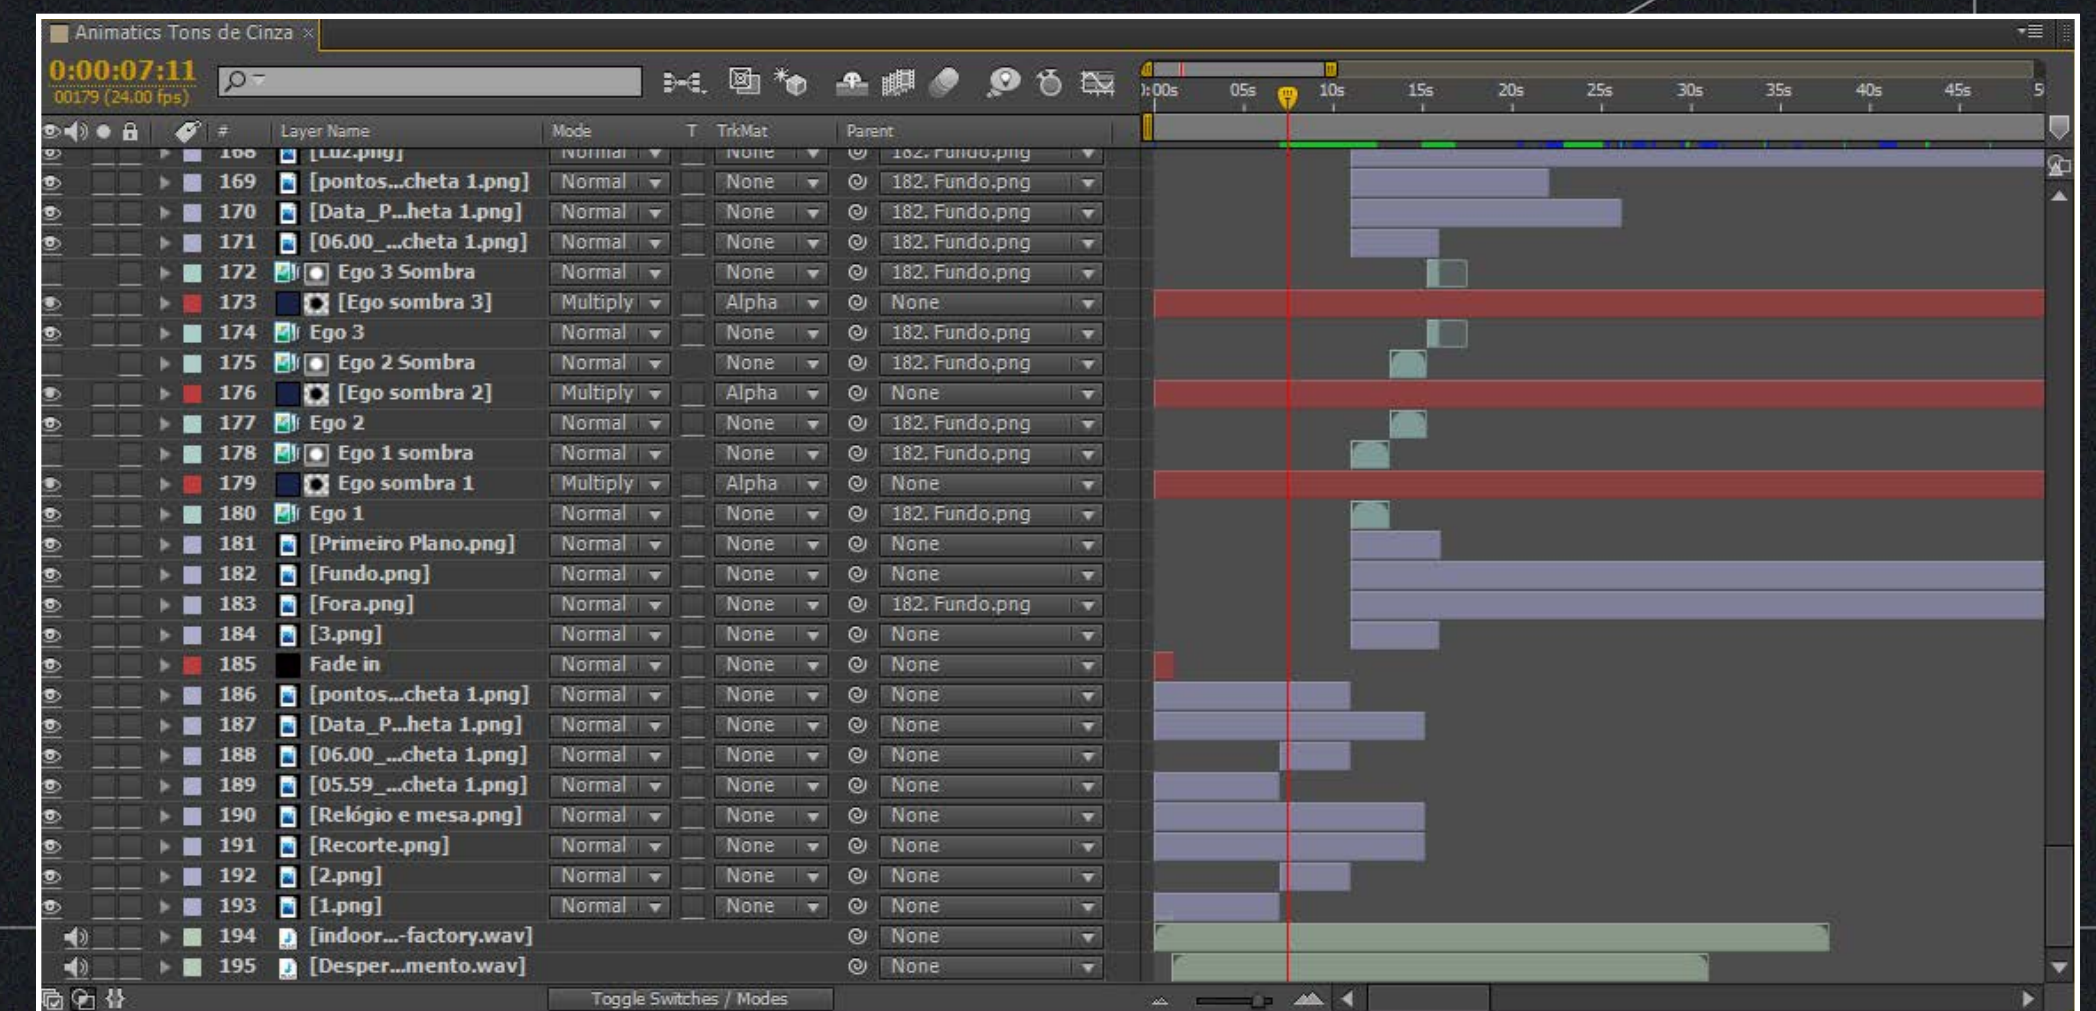 Animatics Tons de Cinza ×
0:00:07:11
00179 (24.00 fps)
):00s 05s 10s 15s 20s 25s 30s 35s 40s 45s 5
# Layer Name Mode T TrkMat Parent
168 [Luz.png] Normal None 182. Fundo.png
169 [pontos...cheta 1.png] Normal None 182. Fundo.png
170 [Data_P...heta 1.png] Normal None 182. Fundo.png
171 [06.00_...cheta 1.png] Normal None 182. Fundo.png
172 Ego 3 Sombra Normal None 182. Fundo.png
173 [Ego sombra 3] Multiply Alpha None
174 Ego 3 Normal None 182. Fundo.png
175 Ego 2 Sombra Normal None 182. Fundo.png
176 [Ego sombra 2] Multiply Alpha None
177 Ego 2 Normal None 182. Fundo.png
178 Ego 1 sombra Normal None 182. Fundo.png
179 Ego sombra 1 Multiply Alpha None
180 Ego 1 Normal None 182. Fundo.png
181 [Primeiro Plano.png] Normal None None
182 [Fundo.png] Normal None None
183 [Fora.png] Normal None 182. Fundo.png
184 [3.png] Normal None None
185 Fade in Normal None None
186 [pontos...cheta 1.png] Normal None None
187 [Data_P...heta 1.png] Normal None None
188 [06.00_...cheta 1.png] Normal None None
189 [05.59_...cheta 1.png] Normal None None
190 [Relógio e mesa.png] Normal None None
191 [Recorte.png] Normal None None
192 [2.png] Normal None None
193 [1.png] Normal None None
194 [indoor...-factory.wav] None
195 [Desper...mento.wav] None
Toggle Switches / Modes